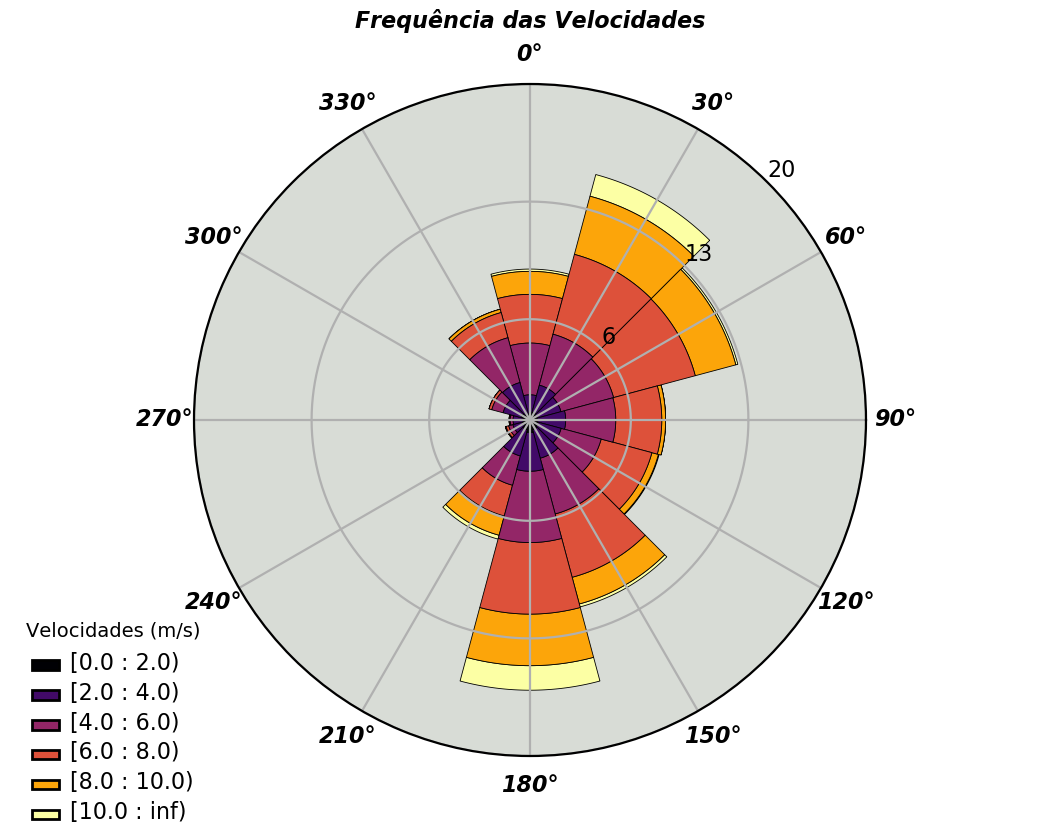 Frequência das Velocidades
0°
330°
30°
20
300°
60°
13
6
270°
90°
240°
120°
210°
150°
180°
Velocidades (m/s)
[0.0 : 2.0)
[2.0 : 4.0)
[4.0 : 6.0)
[6.0 : 8.0)
[8.0 : 10.0)
[10.0 : inf)